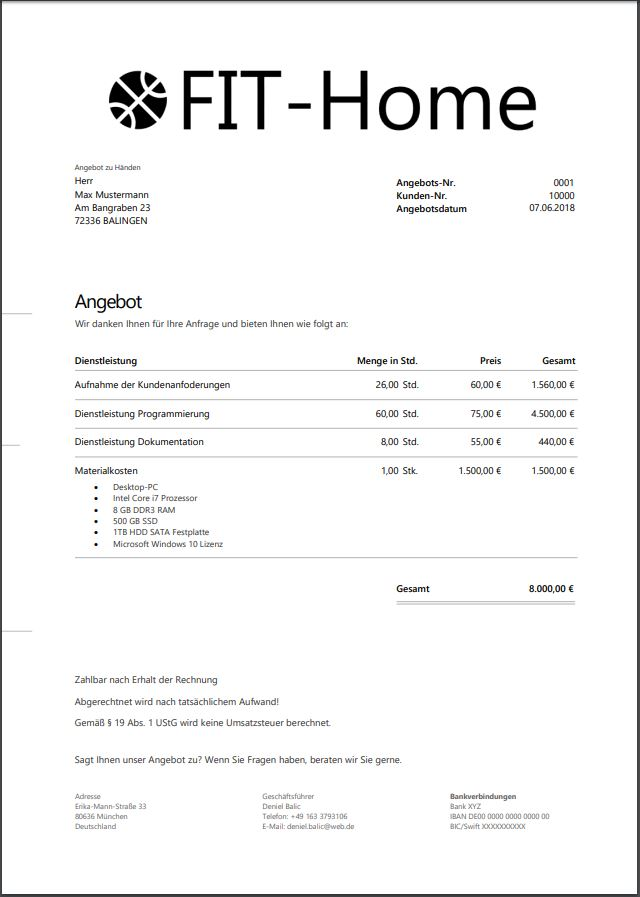 FIT-Home
Angebot zu Händen
Herr
Max Mustermann
Am Bangraben 23
72336 BALINGEN
Angebots-Nr. 0001
Kunden-Nr. 10000
Angebotsdatum 07.06.2018
Angebot
Wir danken Ihnen für Ihre Anfrage und bieten Ihnen wie folgt an:
Dienstleistung Menge in Std. Preis Gesamt
Aufnahme der Kundenanfoderungen 26,00 Std. 60,00 € 1.560,00 €
Dienstleistung Programmierung 60,00 Std. 75,00 € 4.500,00 €
Dienstleistung Dokumentation 8,00 Std. 55,00 € 440,00 €
Materialkosten 1,00 Stk. 1.500,00 € 1.500,00 €
• Desktop-PC
• Intel Core i7 Prozessor
• 8 GB DDR3 RAM
• 500 GB SSD
• 1TB HDD SATA Festplatte
• Microsoft Windows 10 Lizenz
Gesamt 8.000,00 €
Zahlbar nach Erhalt der Rechnung
Abgerechtnet wird nach tatsächlichem Aufwand!
Gemäß § 19 Abs. 1 UStG wird keine Umsatzsteuer berechnet.
Sagt Ihnen unser Angebot zu? Wenn Sie Fragen haben, beraten wir Sie gerne.
Adresse
Erika-Mann-Straße 33
80636 München
Deutschland
Geschäftsführer
Deniel Balic
Telefon: +49 163 3793106
E-Mail: deniel.balic@web.de
Bankverbindungen
Bank XYZ
IBAN DE00 0000 0000 0000 00
BIC/Swift XXXXXXXXXX